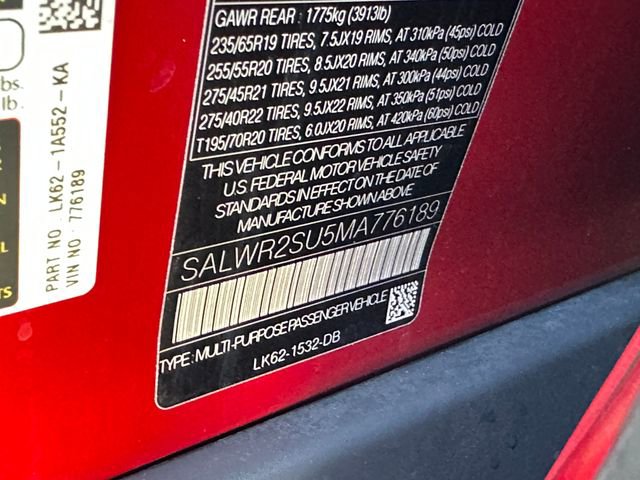 GAWR REAR : 1775kg (3913lb)
235/65R19 TIRES, 7.5JX19 RIMS, AT 310kPa (45psi) COLD
255/55R20 TIRES, 8.5JX20 RIMS, AT 340kPa (50psi) COLD
275/45R21 TIRES, 9.5JX21 RIMS, AT 300kPa (44psi) COLD
275/40R22 TIRES, 9.5JX22 RIMS, AT 350kPa (51psi) COLD
T195/70R20 TIRES, 6.0JX20 RIMS, AT 420kPa (60psi) COLD
THIS VEHICLE CONFORMS TO ALL APPLICABLE
U.S. FEDERAL MOTOR VEHICLE SAFETY
STANDARDS IN EFFECT ON THE DATE OF
MANUFACTURE SHOWN ABOVE
SALWR2SU5MA776189
TYPE: MULTI-PURPOSE PASSENGER VEHICLE
LK62-1532-DB
bs.
lb.
PART NO. LK62 - 1A552 - KA
VIN NO. 776189